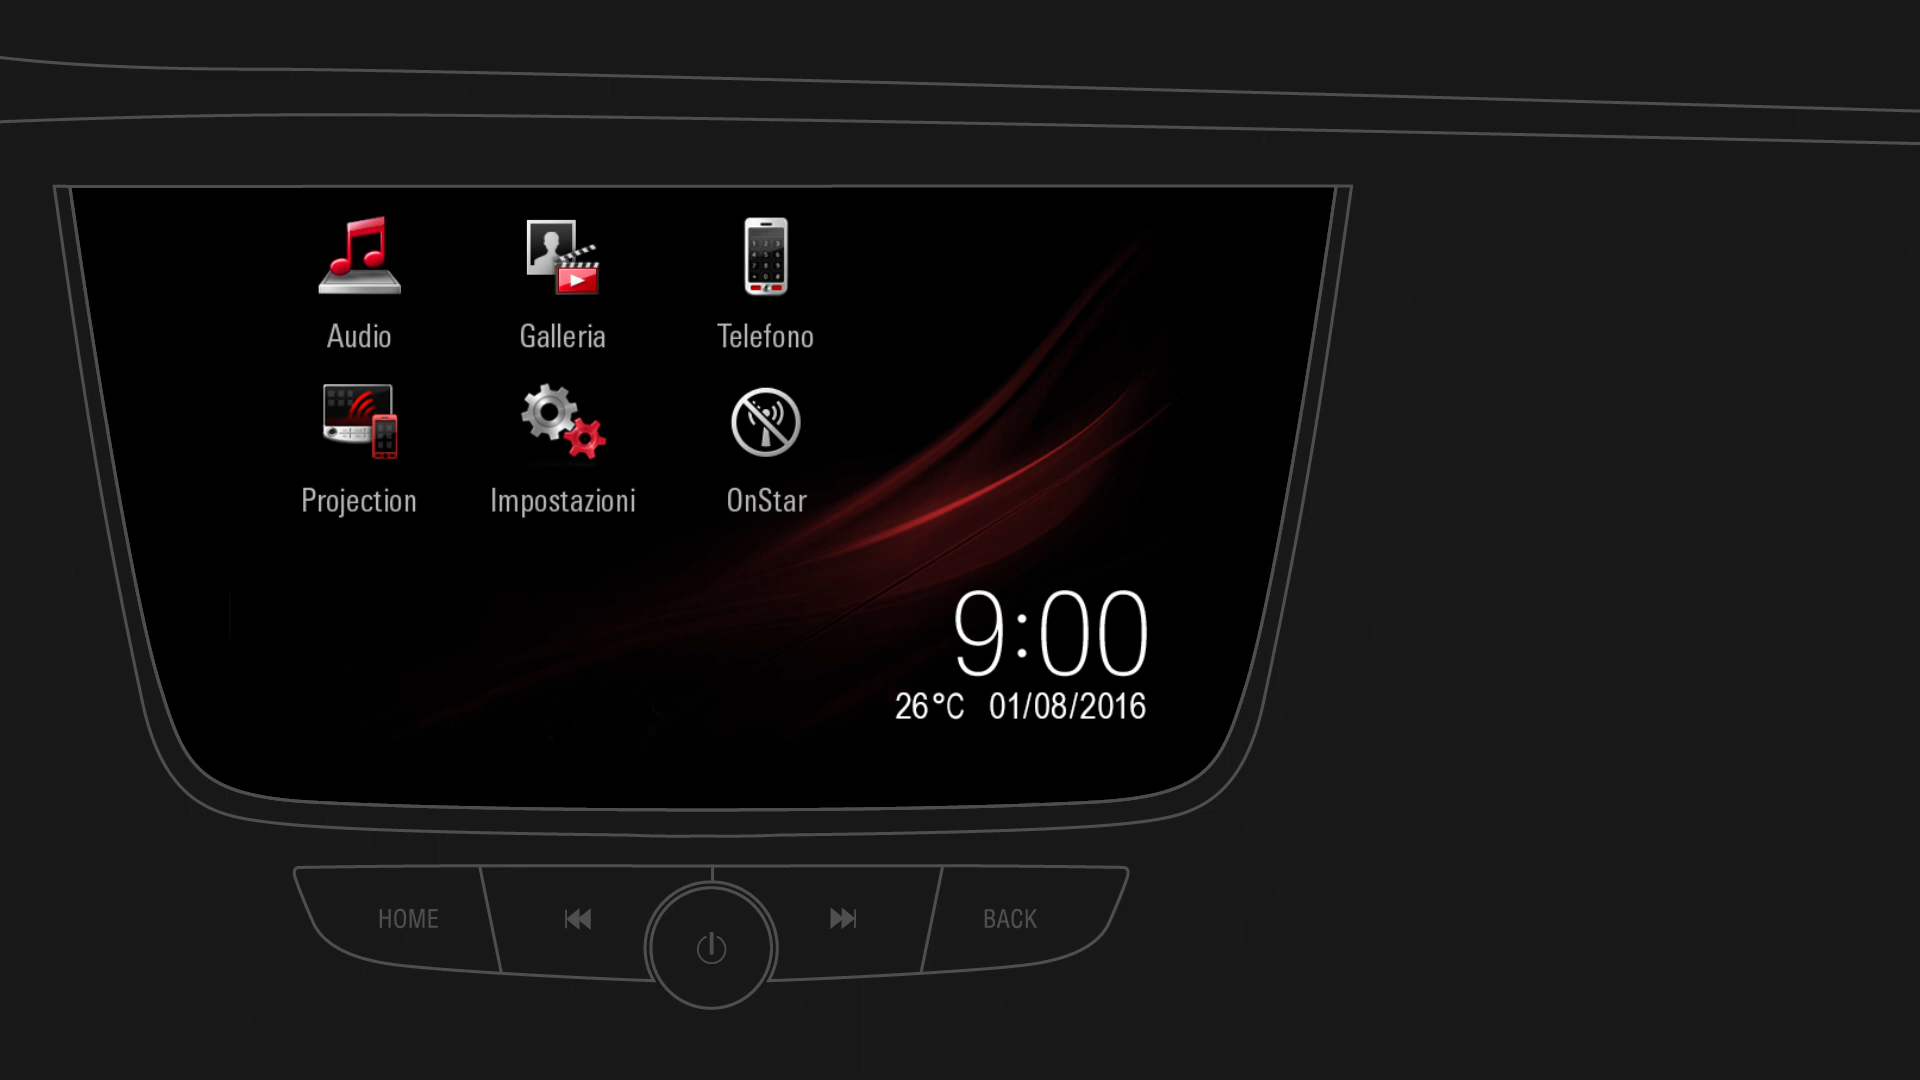 Audio
Galleria
Telefono
Projection
Impostazioni
OnStar
9:00
26°C 01/08/2016
HOME
BACK